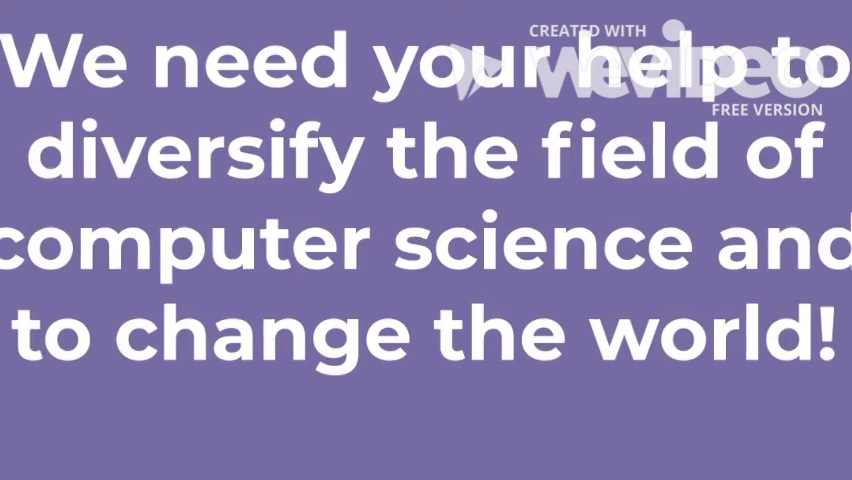 CREATED WITH
We need your help to
wevideo
FREE VERSION
diversify the field of
computer science and
to change the world!